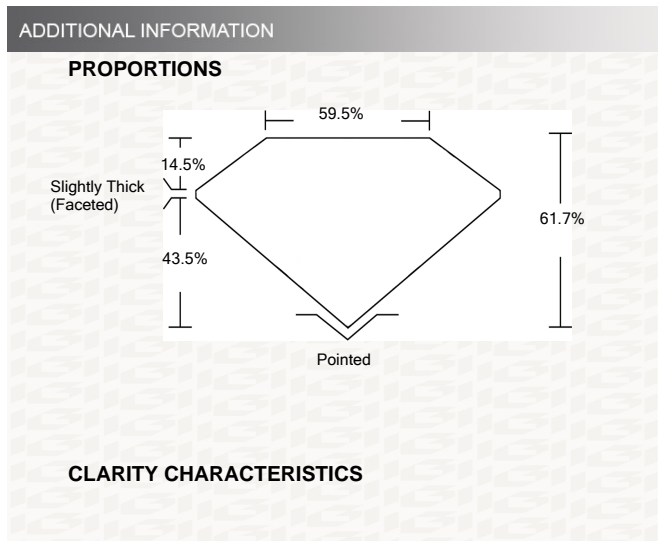 ADDITIONAL INFORMATION
PROPORTIONS
59.5%
14.5%
Slightly Thick
(Faceted)
61.7%
43.5%
Pointed
CLARITY CHARACTERISTICS